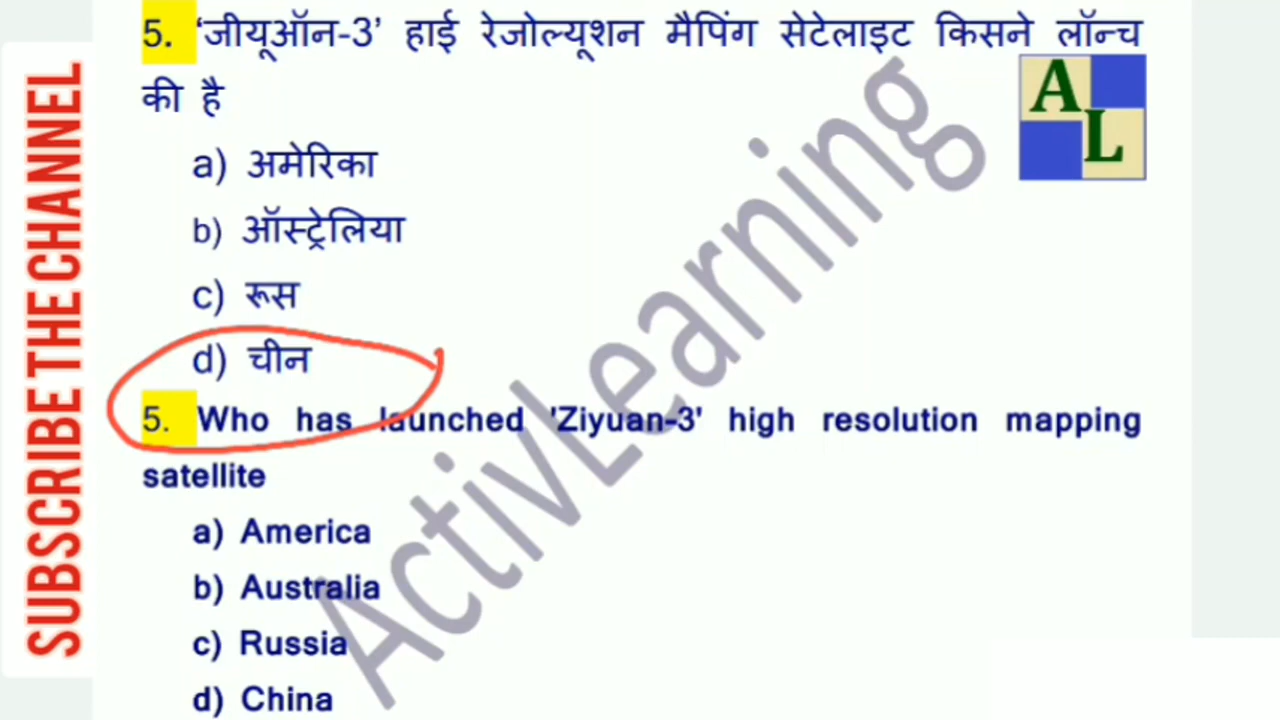 SUBSCRIBE THE CHANNEL
5. 'जीयूऑन-3' हाई रेजोल्यूशन मैपिंग सेटेलाइट किसने लॉन्च
की है
a) अमेरिका
b) ऑस्ट्रेलिया
c) रूस
d) चीन
5. Who has launched 'Ziyuan-3' high resolution mapping
satellite
a) America
b) Australia
c) Russia
d) China
ActivLearning
A
L